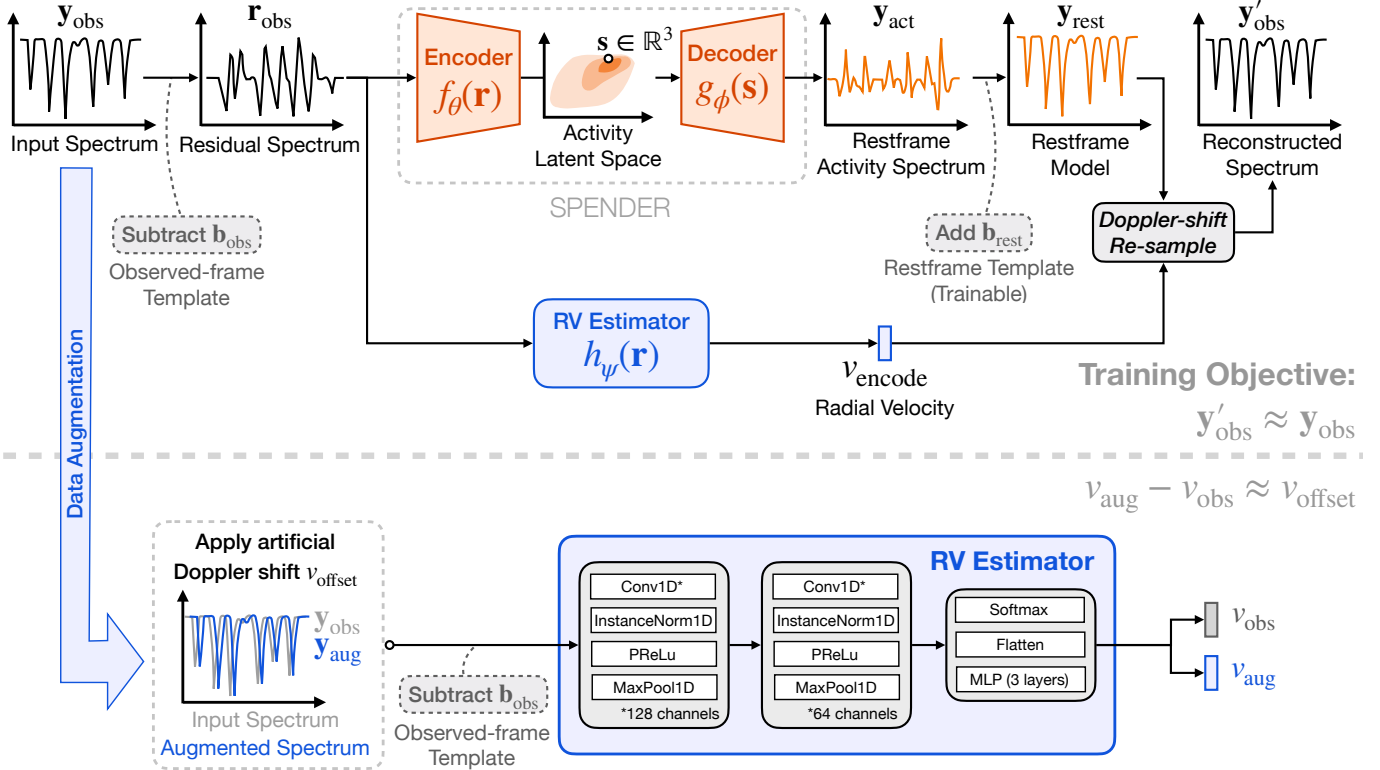 y_obs
r_obs
s ∈ ℝ³
y_act
y_rest
y′_obs
Encoder
f_θ(r)
Decoder
g_ϕ(s)
Input Spectrum
Residual Spectrum
Activity
Latent Space
Restframe
Activity Spectrum
Restframe
Model
Reconstructed
Spectrum
SPENDER
Subtract b_obs
Observed-frame
Template
Add b_rest
Restframe Template
(Trainable)
Doppler-shift
Re-sample
RV Estimator
h_ψ(r)
v_encode
Radial Velocity
Training Objective:
y′_obs ≈ y_obs
v_aug − v_obs ≈ v_offset
Data Augmentation
Apply artificial
Doppler shift v_offset
y_obs
y_aug
Input Spectrum
Augmented Spectrum
Subtract b_obs
Observed-frame
Template
RV Estimator
Conv1D*
InstanceNorm1D
PReLu
MaxPool1D
*128 channels
Conv1D*
InstanceNorm1D
PReLu
MaxPool1D
*64 channels
Softmax
Flatten
MLP (3 layers)
v_obs
v_aug